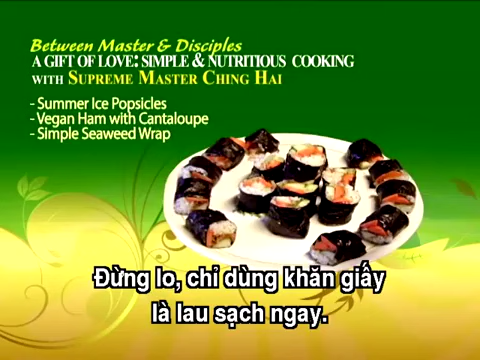 Between Master & Disciples
A GIFT OF LOVE: SIMPLE & NUTRITIOUS COOKING
WITH SUPREME MASTER CHING HAI
- Summer Ice Popsicles
- Vegan Ham with Cantaloupe
- Simple Seaweed Wrap
Đừng lo, chỉ dùng khăn giấy
là lau sạch ngay.